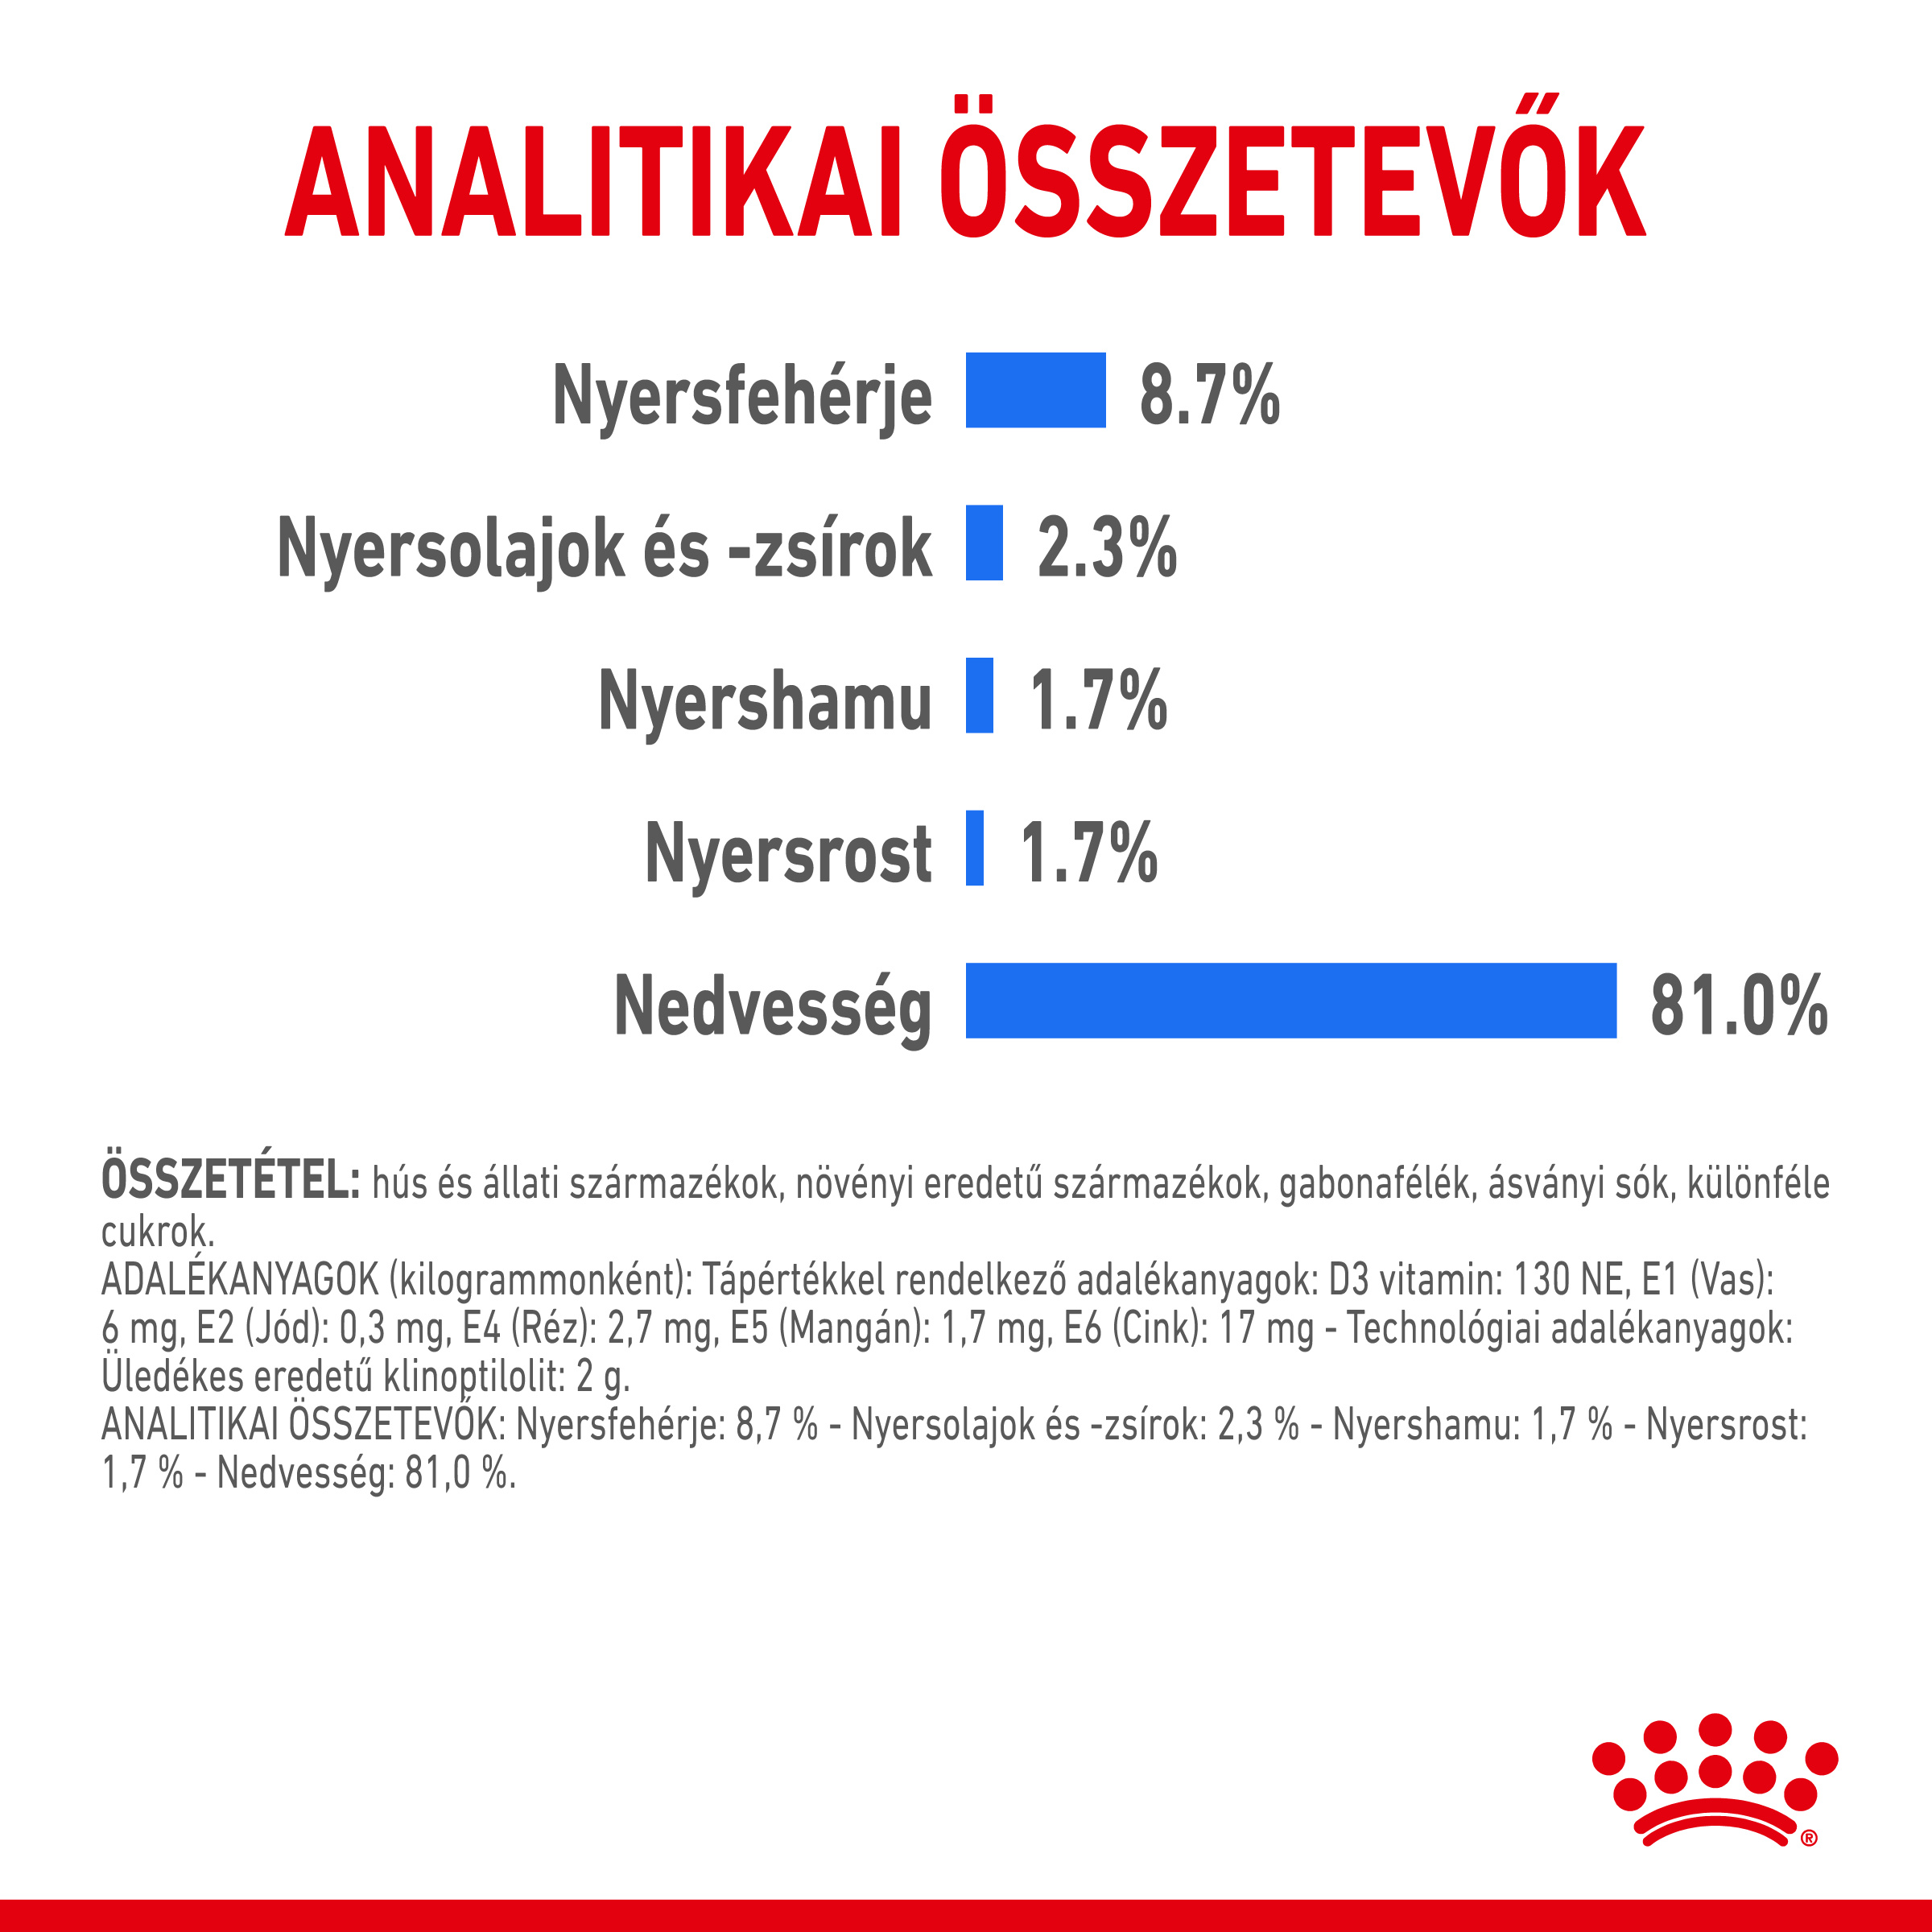 ANALITIKAI ÖSSZETEVŐK
Nyersfehérje 8.7%
Nyersolajok és -zsírok 2.3%
Nyershamu 1.7%
Nyersrost 1.7%
Nedvesség 81.0%
ÖSSZETÉTEL: hús és állati származékok, növényi eredetű származékok, gabonafélék, ásványi sók, különféle
cukrok.
ADALÉKANYAGOK (kilogrammonként): Tápértékkel rendelkező adalékanyagok: D3 vitamin: 130 NE, E1 (Vas):
6 mg, E2 (Jód): 0,3 mg, E4 (Réz): 2,7 mg, E5 (Mangán): 1,7 mg, E6 (Cink): 17 mg - Technológiai adalékanyagok:
Üledékes eredetű klinoptilolit: 2 g.
ANALITIKAI ÖSSZETEVŐK: Nyersfehérje: 8,7 % - Nyersolajok és -zsírok: 2,3 % - Nyershamu: 1,7 % - Nyersrost:
1,7 % - Nedvesség: 81,0 %.
®